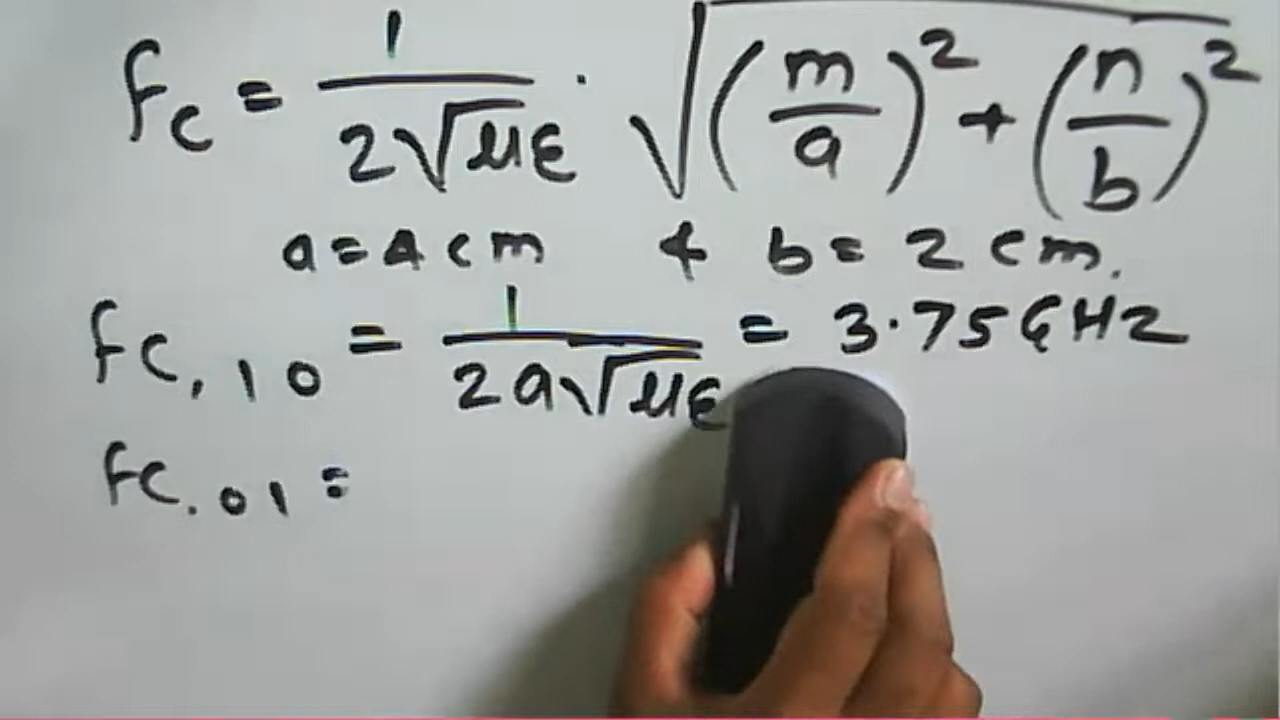 fc = 1/(2√με) · √((m/a)² + (n/b)²)
a = 4 cm & b = 2 cm.
fc,10 = 1/(2a√με) = 3.75 GHz
fc.01 =